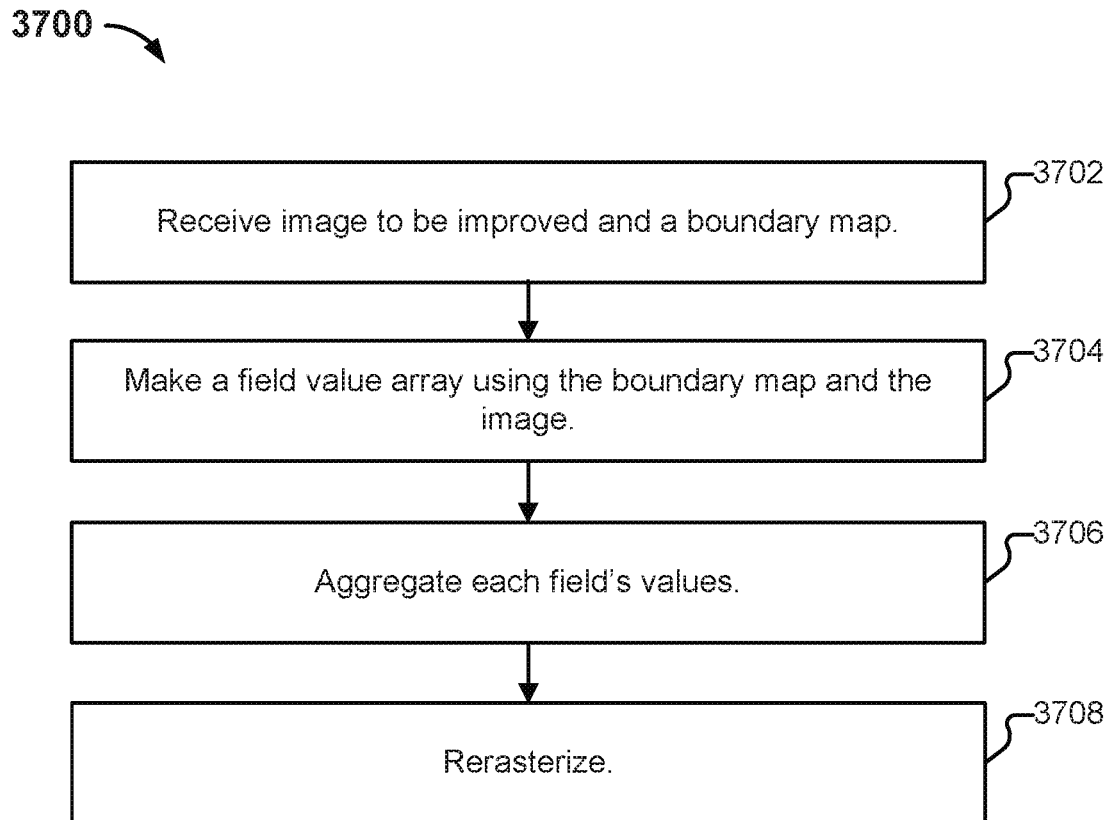 3700
3702
Receive image to be improved and a boundary map.
3704
Make a field value array using the boundary map and the
image.
3706
Aggregate each field's values.
3708
Rerasterize.